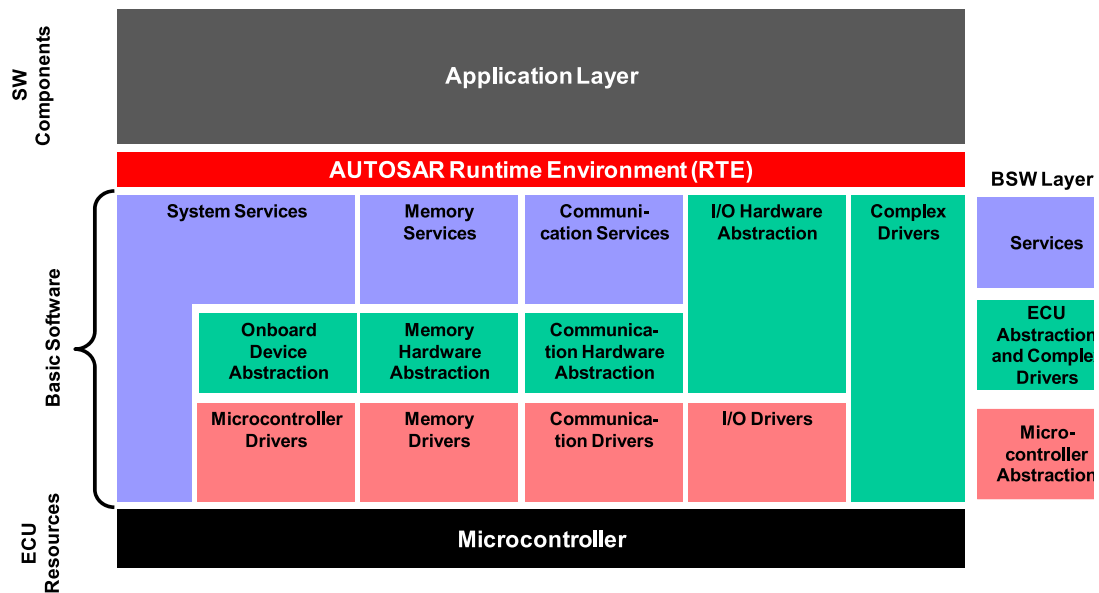 SW
Components
Application Layer
AUTOSAR Runtime Environment (RTE)
BSW Layer
Basic Software
System Services
Memory
Services
Communi-
cation Services
I/O Hardware
Abstraction
Complex
Drivers
Services
Onboard
Device
Abstraction
Memory
Hardware
Abstraction
Communica-
tion Hardware
Abstraction
ECU
Abstraction
and Comple
Drivers
Microcontroller
Drivers
Memory
Drivers
Communica-
tion Drivers
I/O Drivers
Micro-
controller
Abstraction
ECU
Resources
Microcontroller